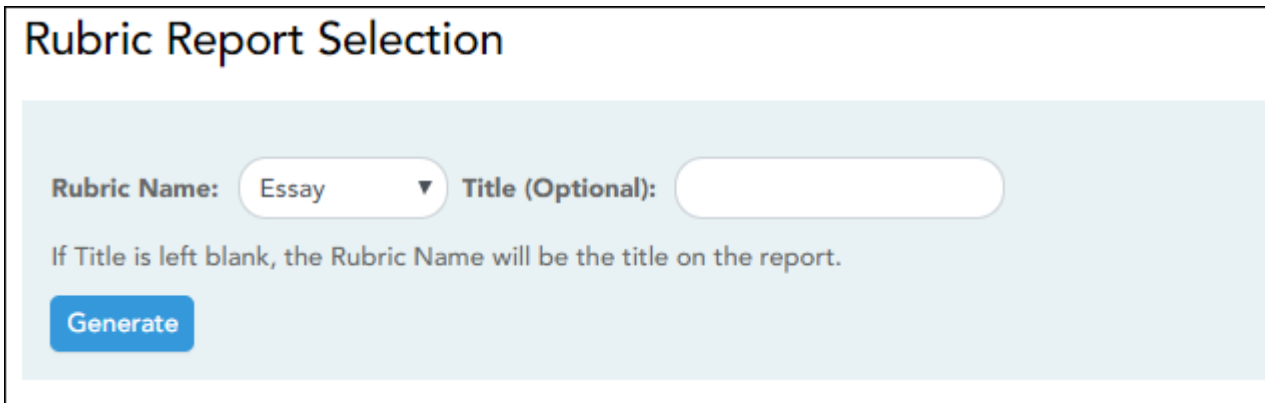 Rubric Report Selection
Rubric Name: Essay ▼ Title (Optional):
If Title is left blank, the Rubric Name will be the title on the report.
Generate